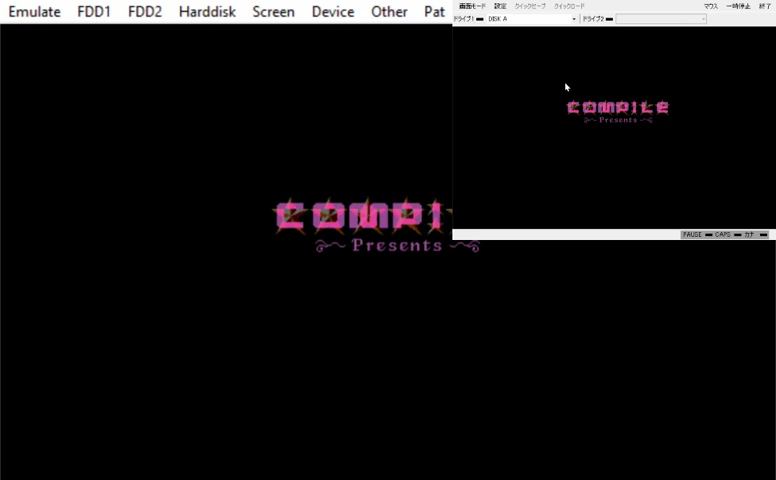 Emulate FDD1 FDD2 Harddisk Screen Device Other Pat
COMPI
Presents
画面モード 設定 クイックセーブ クイックロード マウス 一時停止 終了
ドライブ1 DISK A ドライブ2
COMPILE
Presents
PAUSE CAPS カナ